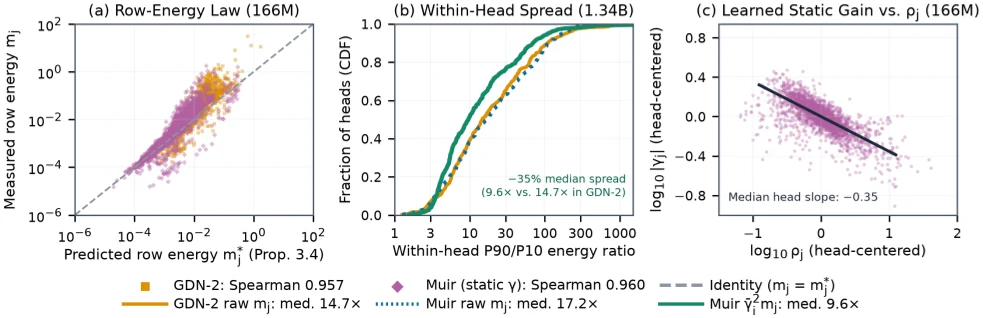 (a) Row-Energy Law (166M)
Measured row energy mj
10^2
10^0
10^−2
10^−4
10^−6
10^−6 10^−4 10^−2 10^0 10^2
Predicted row energy m*j (Prop. 3.4)
(b) Within-Head Spread (1.34B)
Fraction of heads (CDF)
1.0
0.8
0.6
0.4
0.2
0.0
−35% median spread
(9.6× vs. 14.7× in GDN-2)
1 3 10 30 100 300 1000
Within-head P90/P10 energy ratio
(c) Learned Static Gain vs. ρj (166M)
log10 |γj| (head-centered)
0.8
0.4
0.0
−0.4
−0.8
Median head slope: −0.35
−1 0 1 2
log10 ρj (head-centered)
GDN-2: Spearman 0.957
Muir (static γ): Spearman 0.960
Identity (mj = m*j)
GDN-2 raw mj: med. 14.7×
Muir raw mj: med. 17.2×
Muir γ̄j^2mj: med. 9.6×